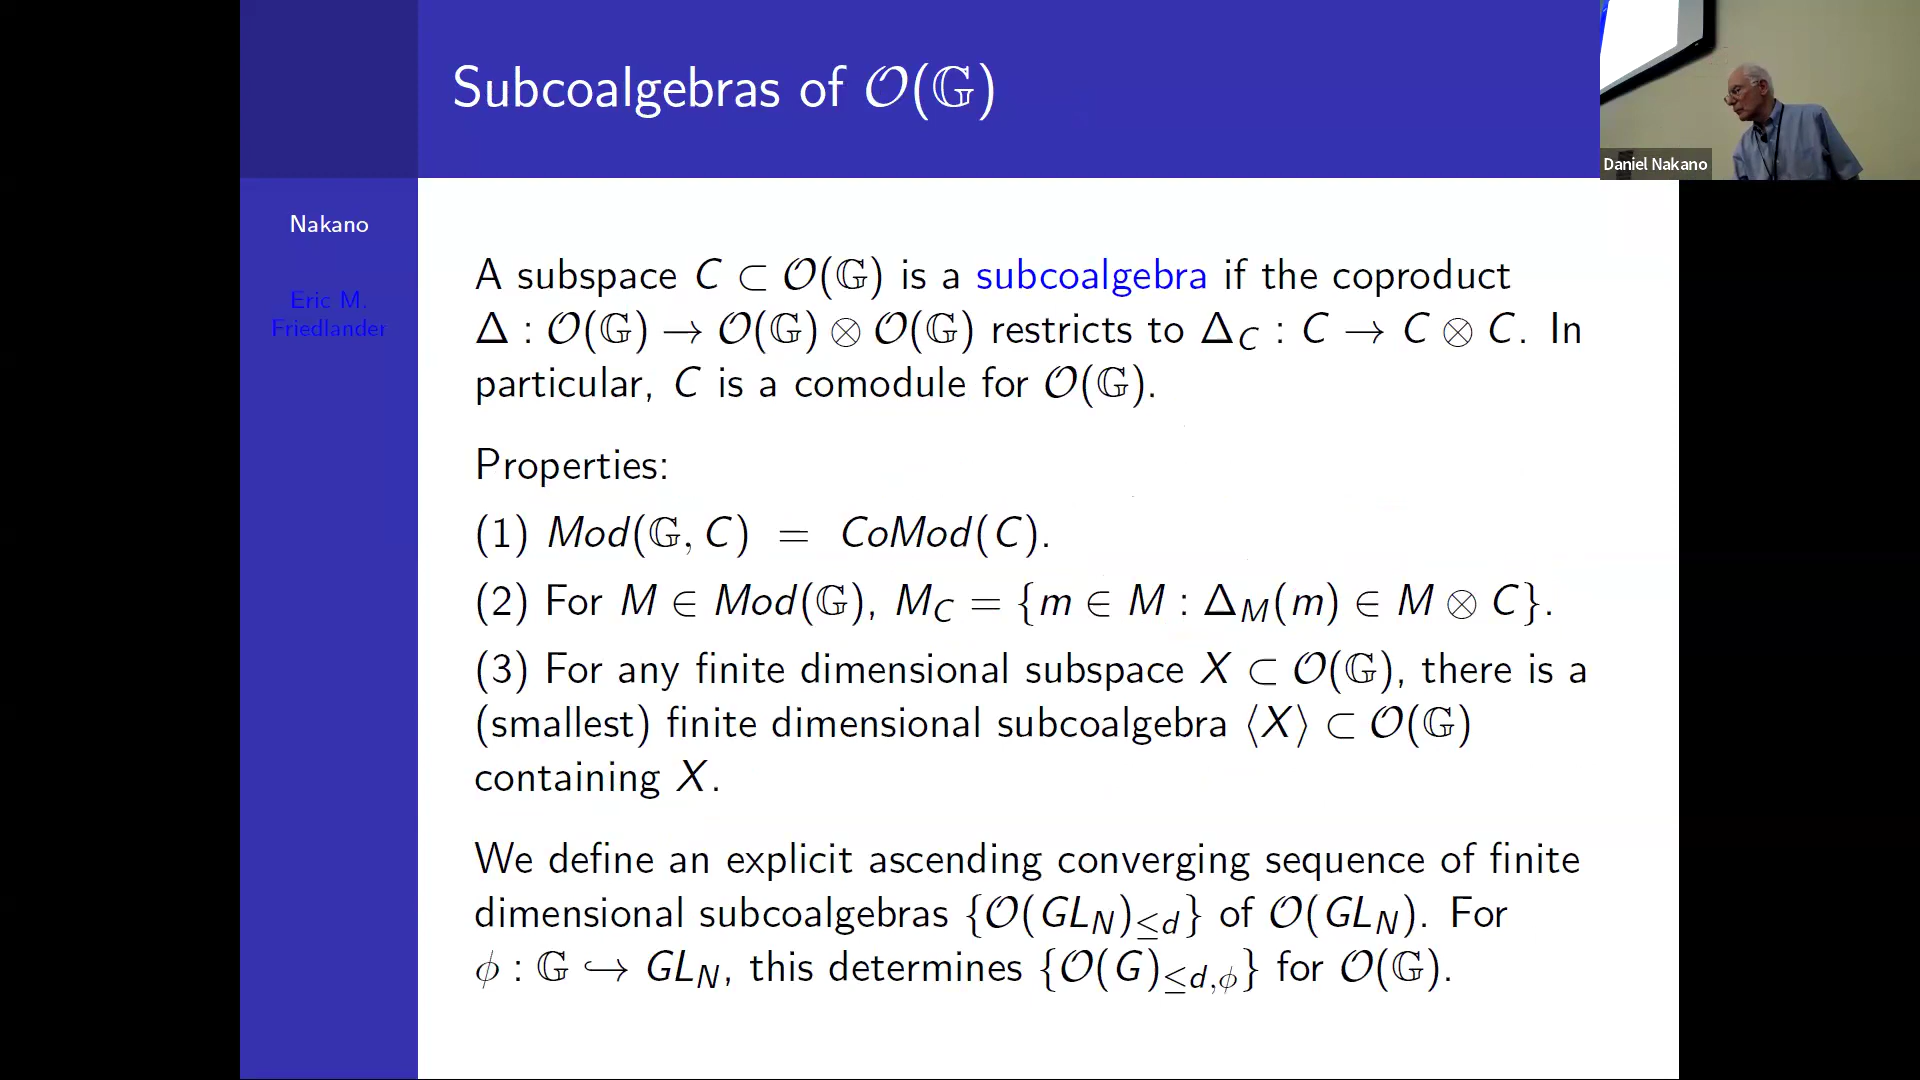 Subcoalgebras of 𝒪(𝔾)
Daniel Nakano
Nakano
Eric M.
Friedlander
A subspace C ⊂ 𝒪(𝔾) is a subcoalgebra if the coproduct
Δ : 𝒪(𝔾) → 𝒪(𝔾) ⊗ 𝒪(𝔾) restricts to Δ_C : C → C ⊗ C. In
particular, C is a comodule for 𝒪(𝔾).
Properties:
(1) Mod(𝔾, C) = CoMod(C).
(2) For M ∈ Mod(𝔾), M_C = {m ∈ M : Δ_M(m) ∈ M ⊗ C}.
(3) For any finite dimensional subspace X ⊂ 𝒪(𝔾), there is a
(smallest) finite dimensional subcoalgebra ⟨X⟩ ⊂ 𝒪(𝔾)
containing X.
We define an explicit ascending converging sequence of finite
dimensional subcoalgebras {𝒪(GL_N)_{≤d}} of 𝒪(GL_N). For
ϕ : 𝔾 ↪ GL_N, this determines {𝒪(G)_{≤d,ϕ}} for 𝒪(𝔾).